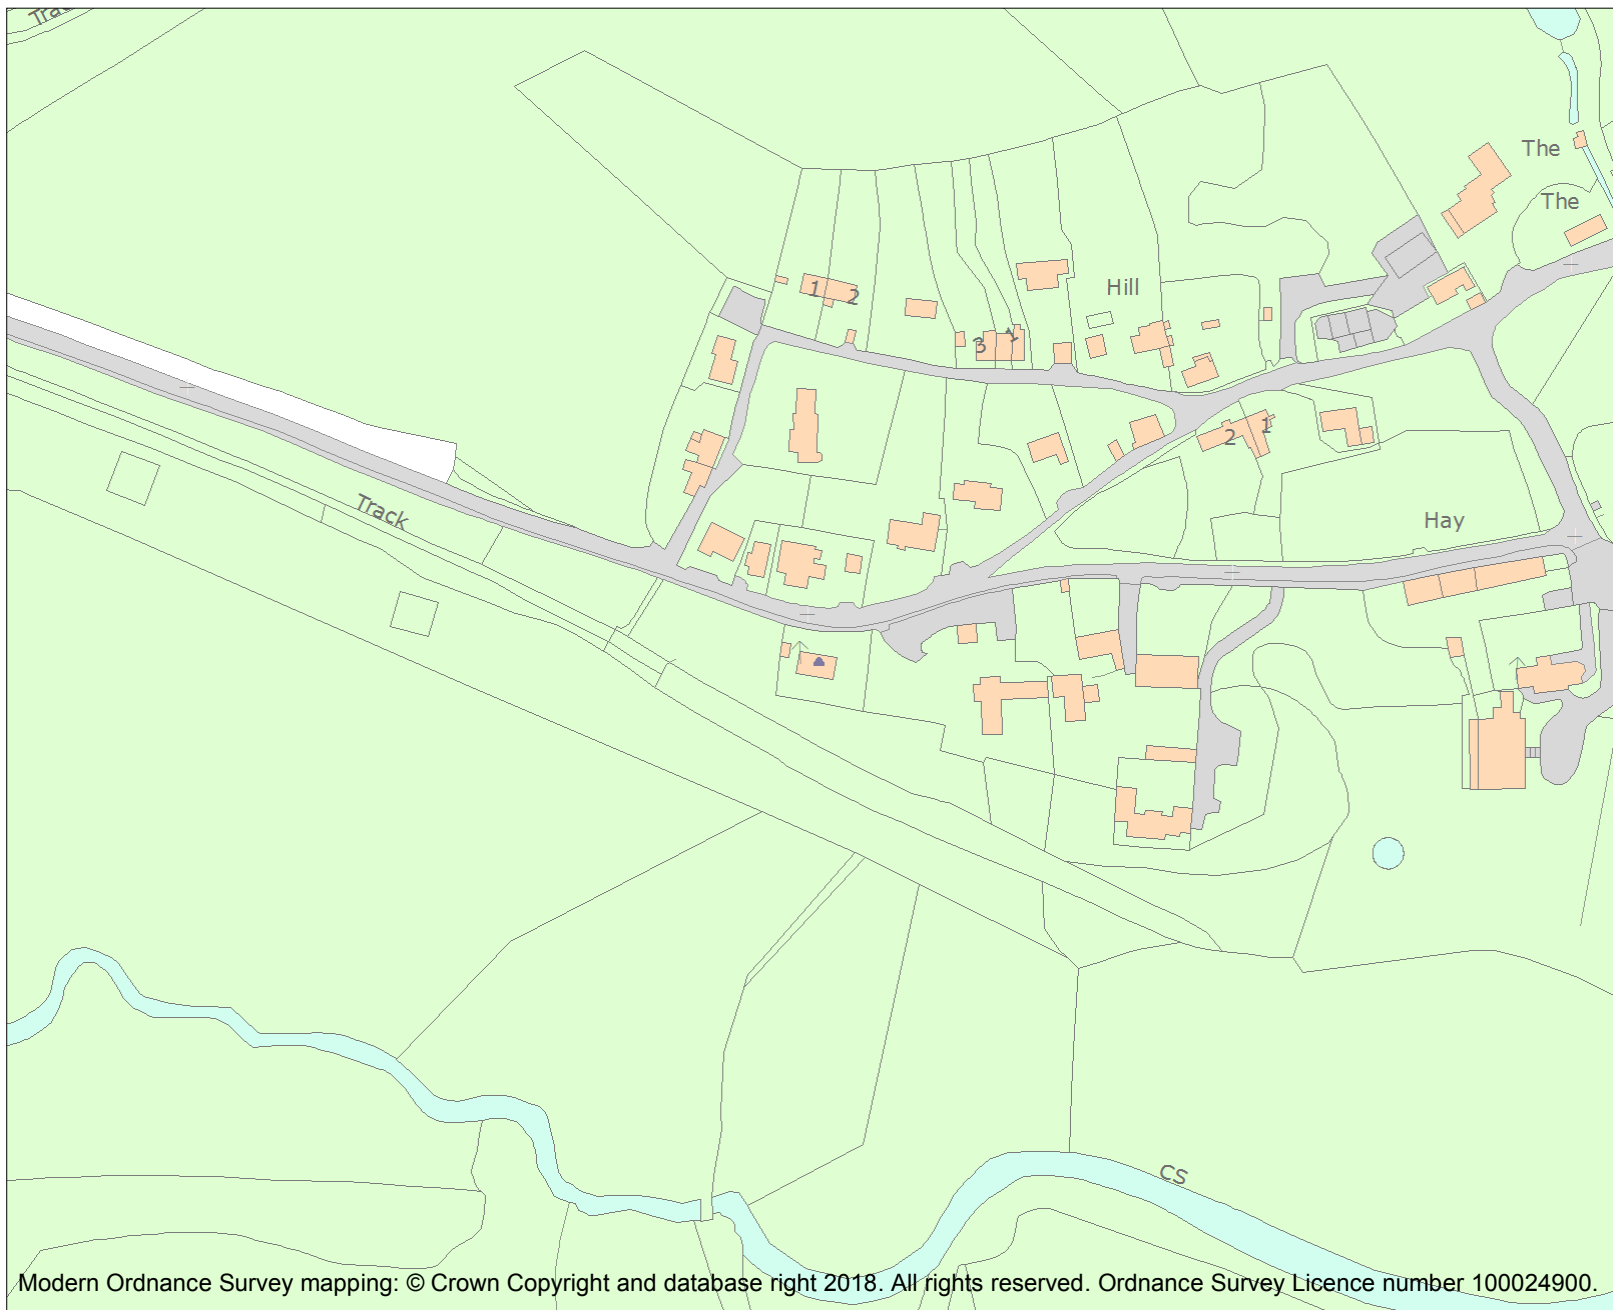 Track
The
The
Hill
1
2
3
1
2
1
Track
Hay
CS
Modern Ordnance Survey mapping: © Crown Copyright and database right 2018. All rights reserved. Ordnance Survey Licence number 100024900.